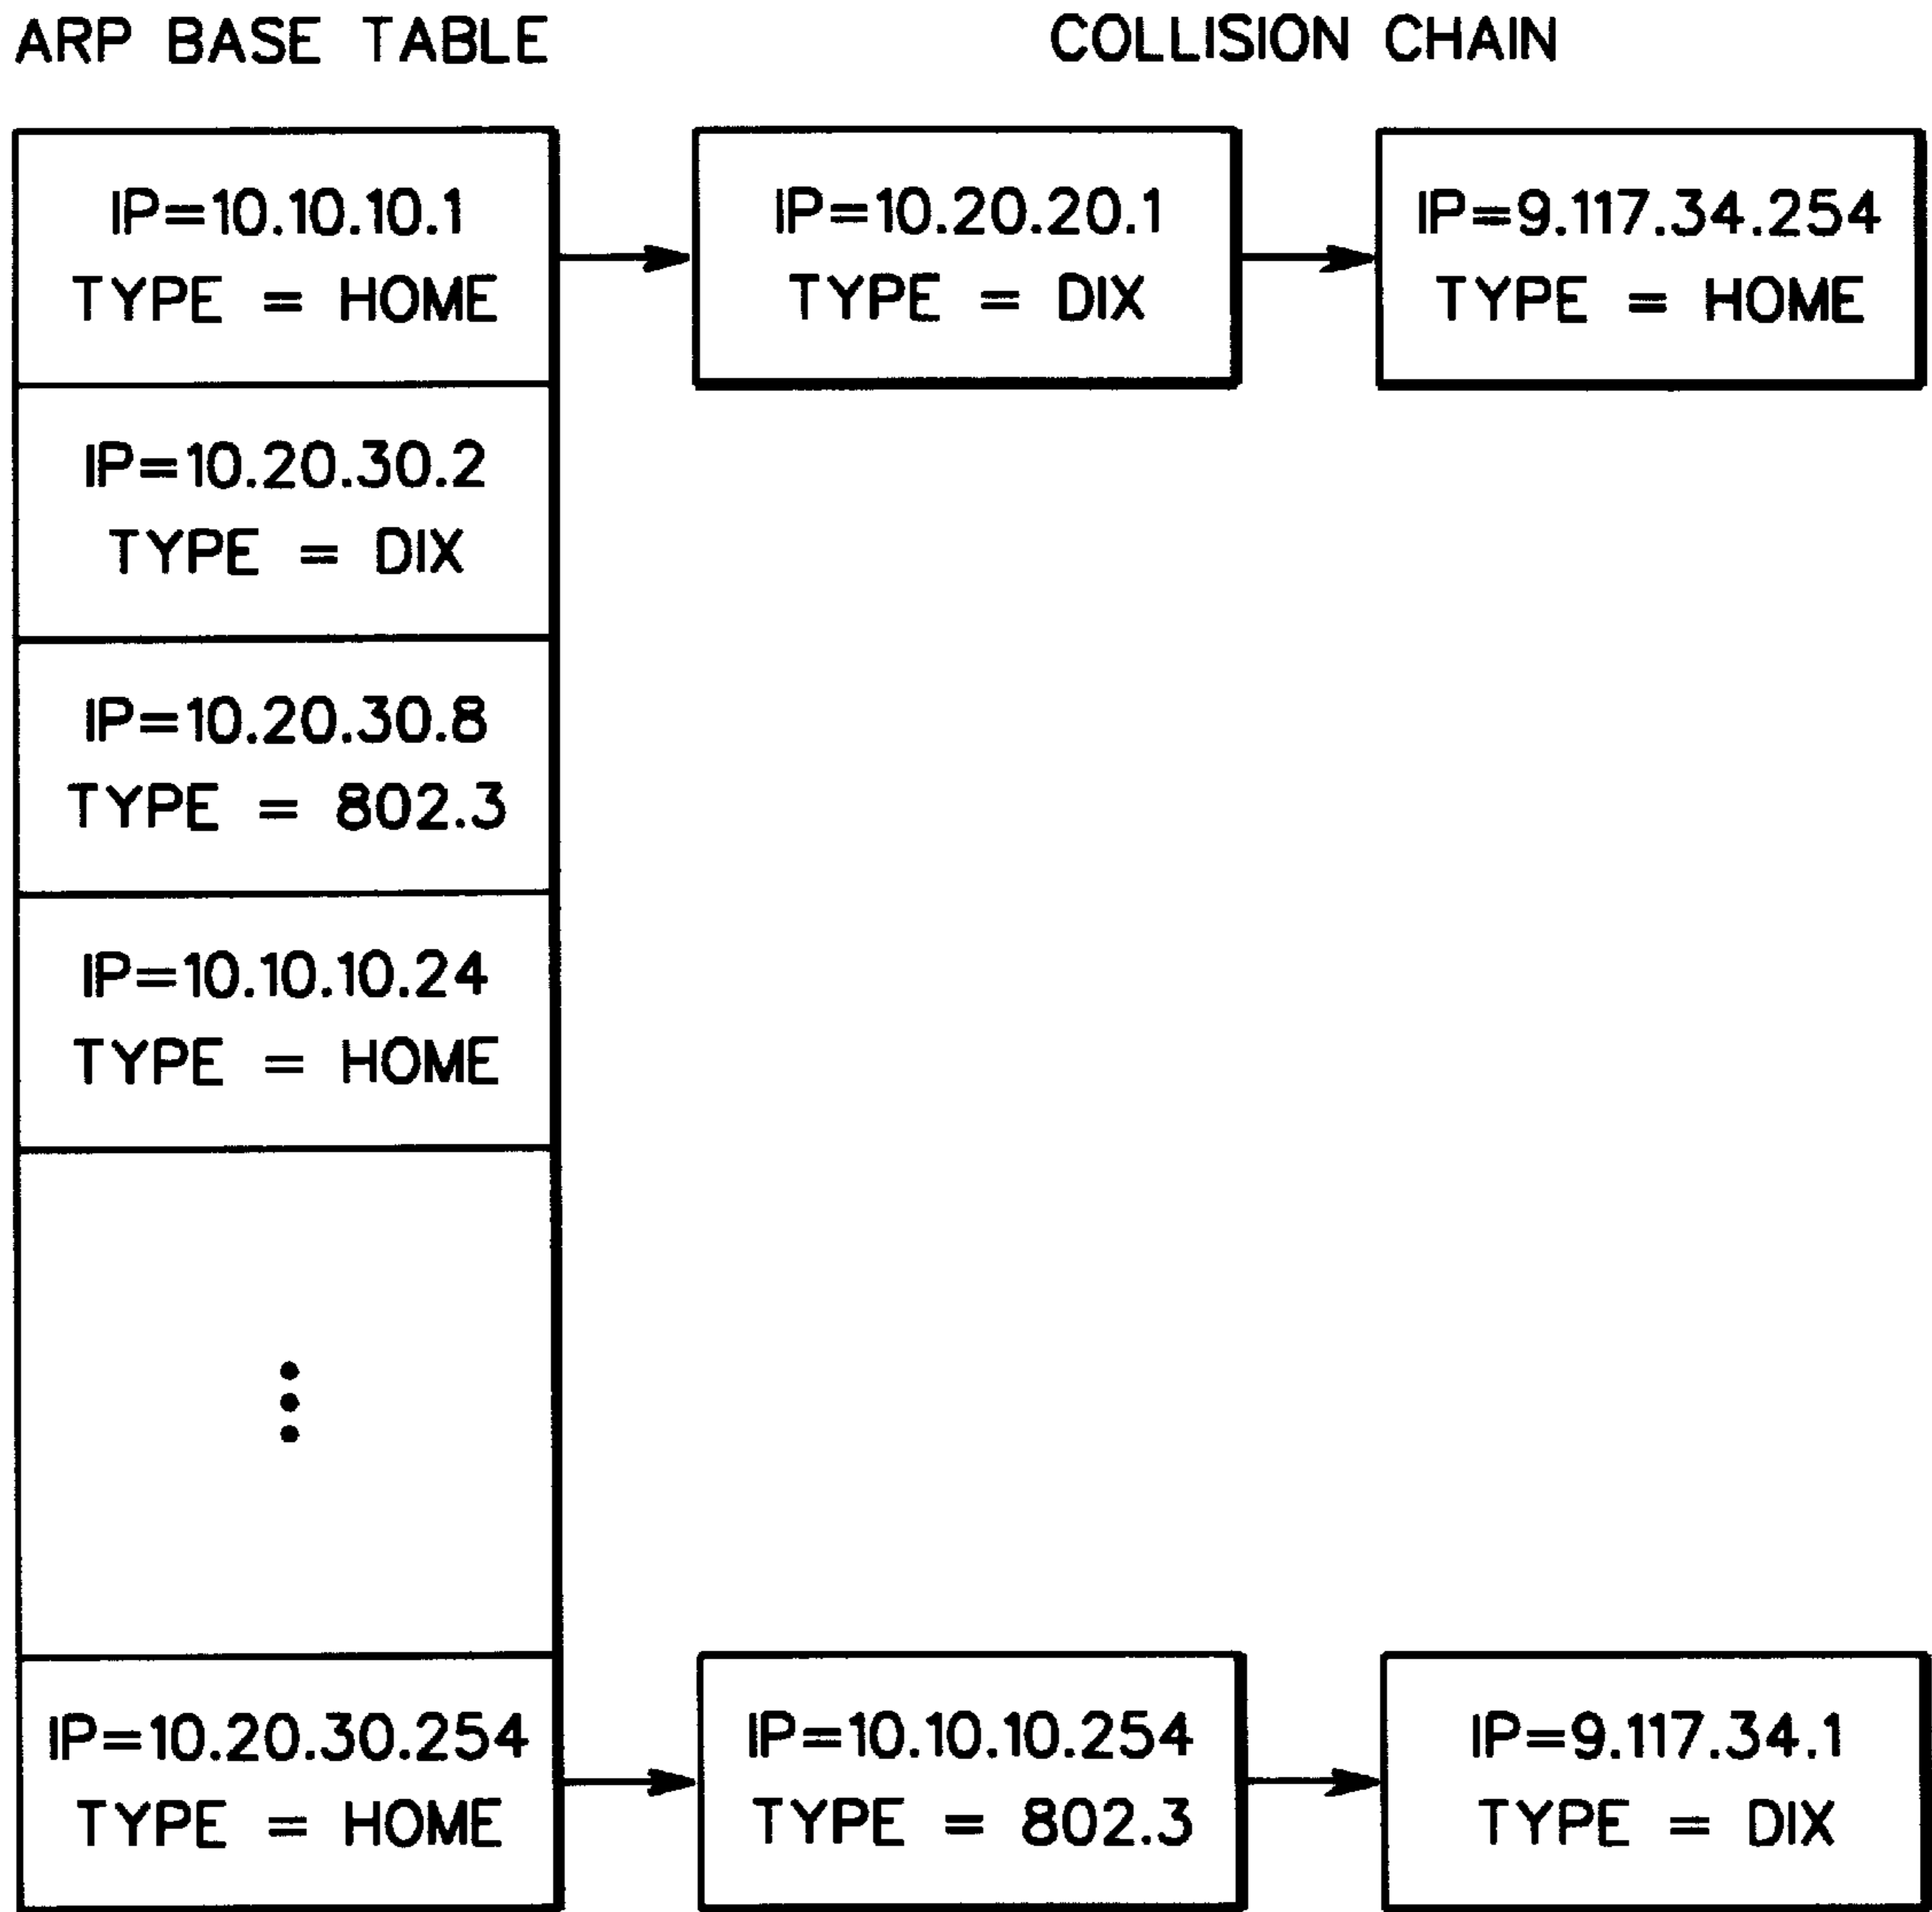 ARP BASE TABLE
COLLISION CHAIN
IP=10.10.10.1
TYPE = HOME
IP=10.20.20.1
TYPE = DIX
IP=9.117.34.254
TYPE = HOME
IP=10.20.30.2
TYPE = DIX
IP=10.20.30.8
TYPE = 802.3
IP=10.10.10.24
TYPE = HOME
IP=10.20.30.254
TYPE = HOME
IP=10.10.10.254
TYPE = 802.3
IP=9.117.34.1
TYPE = DIX